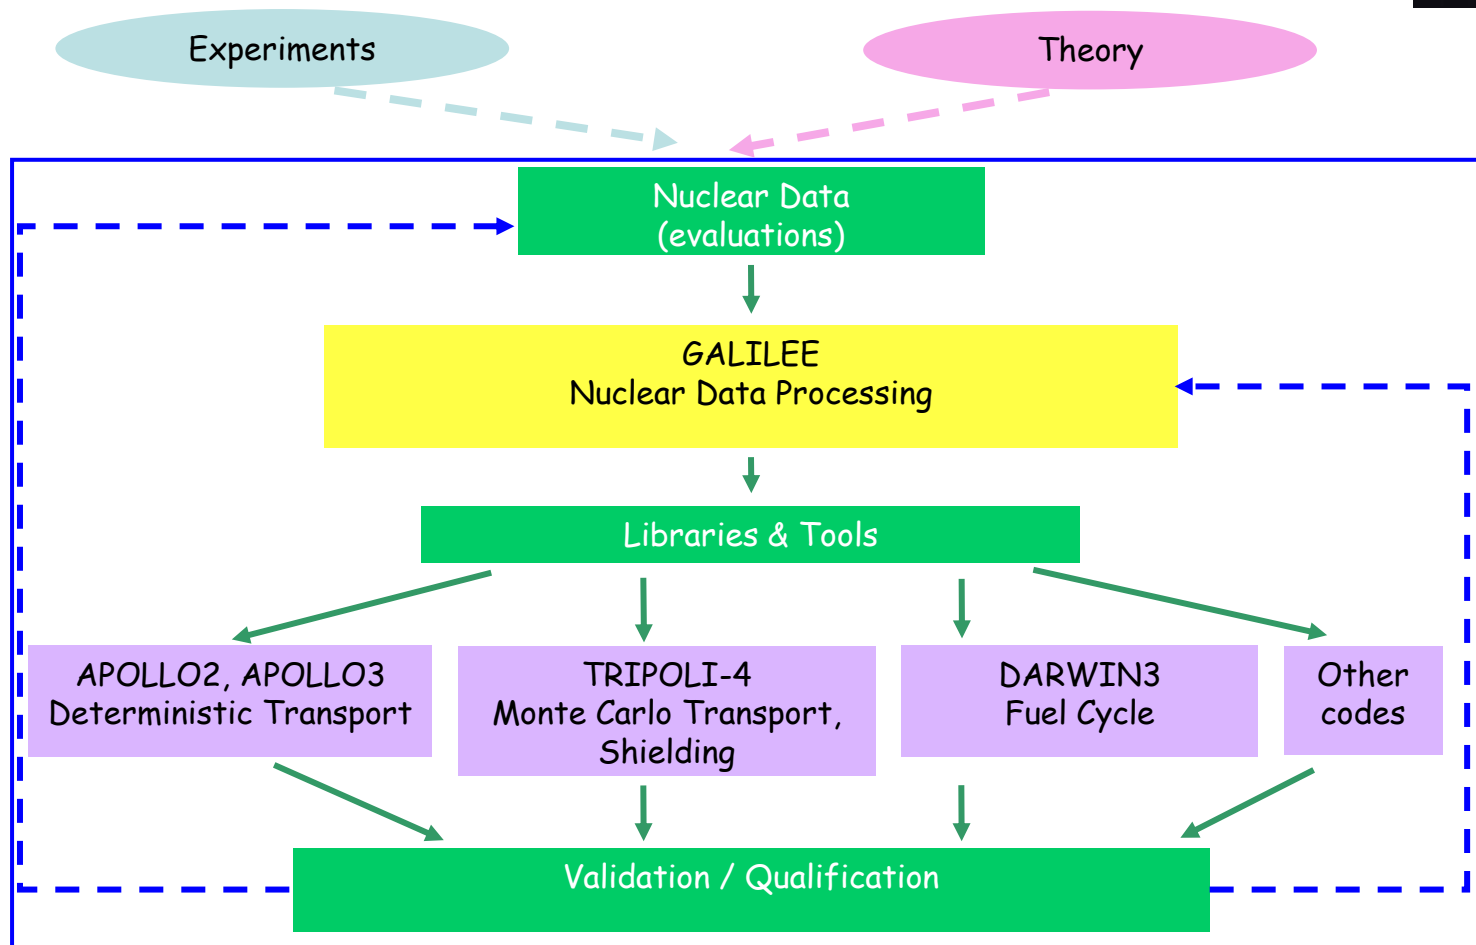 Experiments
Theory
Nuclear Data
(evaluations)
GALILEE
Nuclear Data Processing
Libraries & Tools
APOLLO2, APOLLO3
Deterministic Transport
TRIPOLI-4
Monte Carlo Transport,
Shielding
DARWIN3
Fuel Cycle
Other
codes
Validation / Qualification